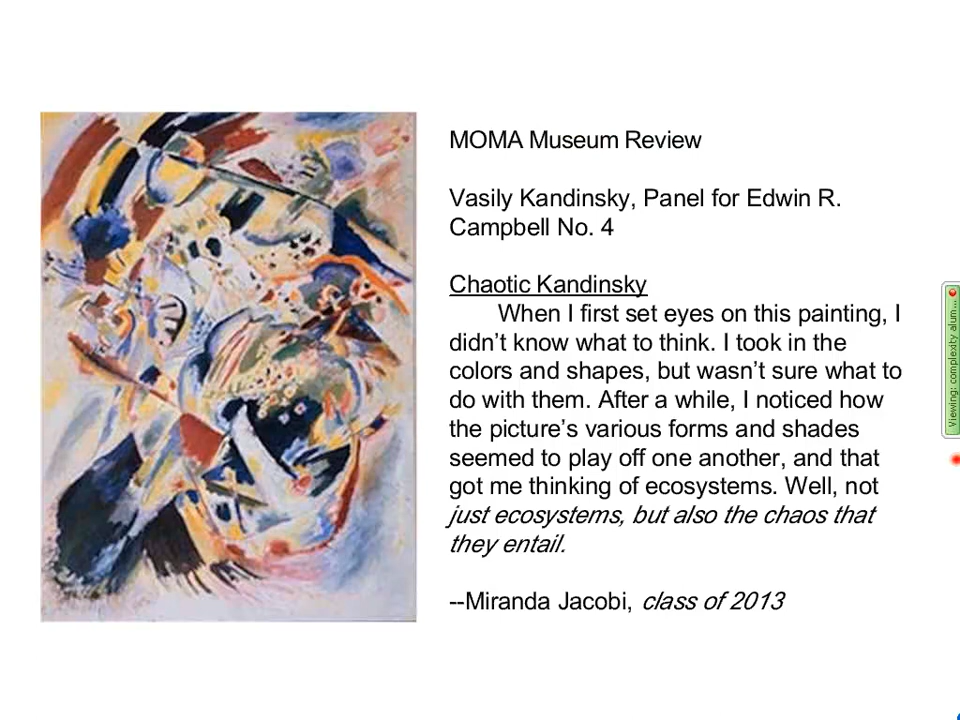 MOMA Museum Review
Vasily Kandinsky, Panel for Edwin R.
Campbell No. 4
Chaotic Kandinsky
When I first set eyes on this painting, I
didn’t know what to think. I took in the
colors and shapes, but wasn’t sure what to
do with them. After a while, I noticed how
the picture’s various forms and shades
seemed to play off one another, and that
got me thinking of ecosystems. Well, not
just ecosystems, but also the chaos that
they entail.
--Miranda Jacobi, class of 2013
Viewing: complexity alum...